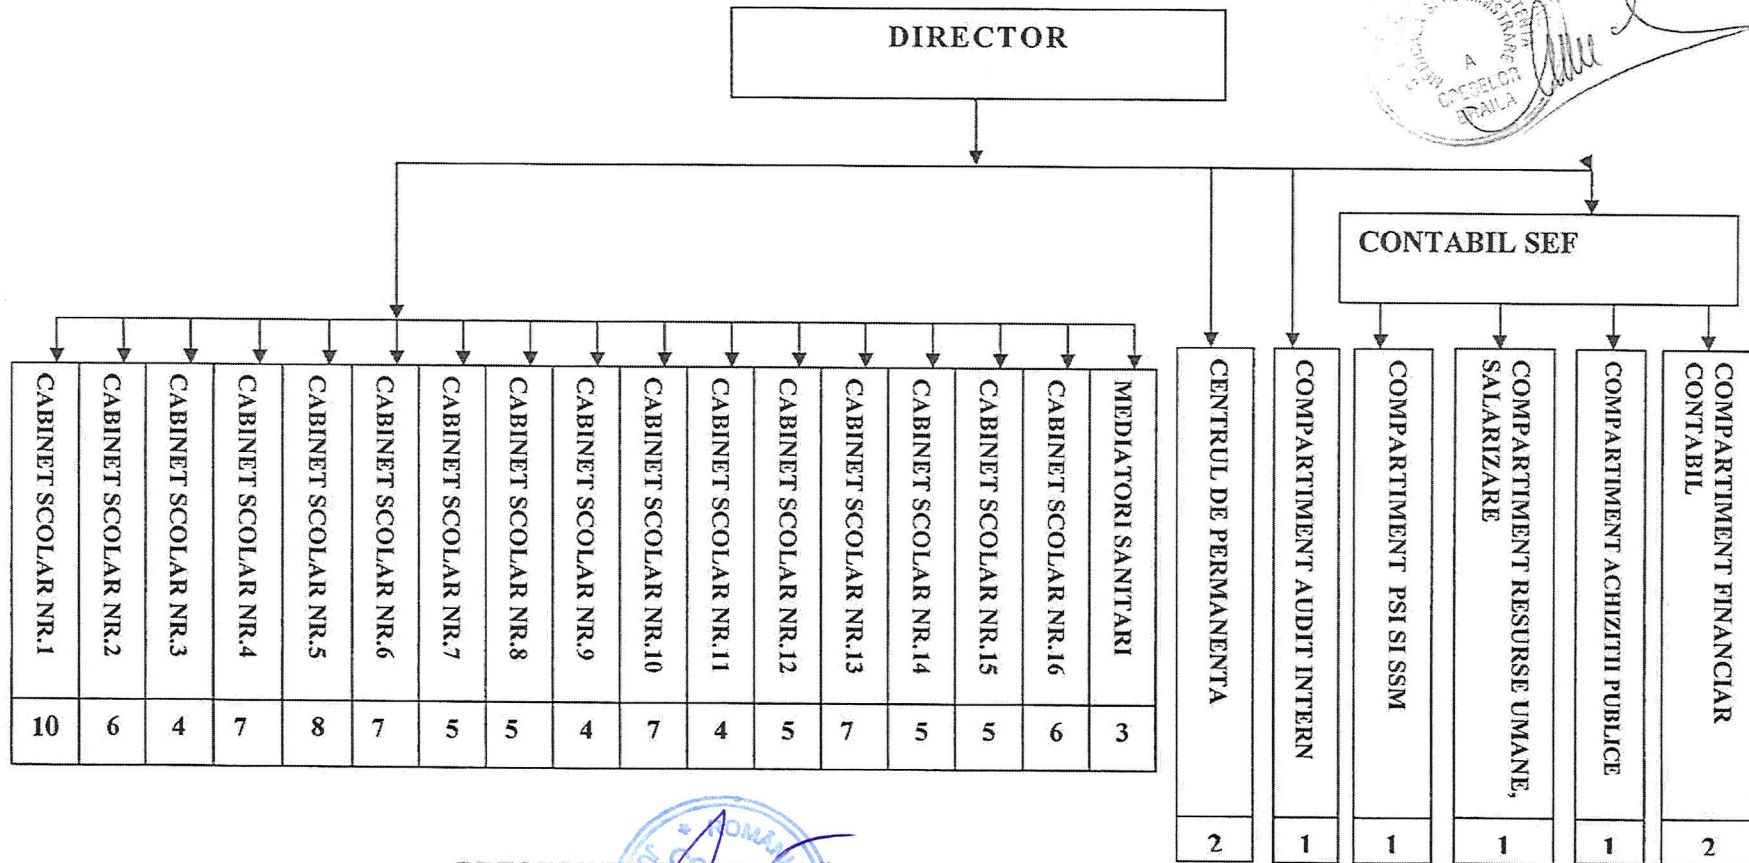 DIRECTOR
CONTABIL SEF
CABINET SCOLAR NR.1
CABINET SCOLAR NR.2
CABINET SCOLAR NR.3
CABINET SCOLAR NR.4
CABINET SCOLAR NR.5
CABINET SCOLAR NR.6
CABINET SCOLAR NR.7
CABINET SCOLAR NR.8
CABINET SCOLAR NR.9
CABINET SCOLAR NR.10
CABINET SCOLAR NR.11
CABINET SCOLAR NR.12
CABINET SCOLAR NR.13
CABINET SCOLAR NR.14
CABINET SCOLAR NR.15
CABINET SCOLAR NR.16
MEDIATORI SANITARI
CENTRUL DE PERMANENTA
COMPARTIMENT AUDIT INTERN
COMPARTIMENT PSI SI SSM
COMPARTIMENT RESURSE UMANE,
SALARIZARE
COMPARTIMENT ACHIZITII PUBLICE
COMPARTIMENT FINANCIAR
CONTABIL
10 6 4 7 8 7 5 5 4 7 4 5 7 5 5 6 3
2 1 1 1 1 2
A
BRAILA